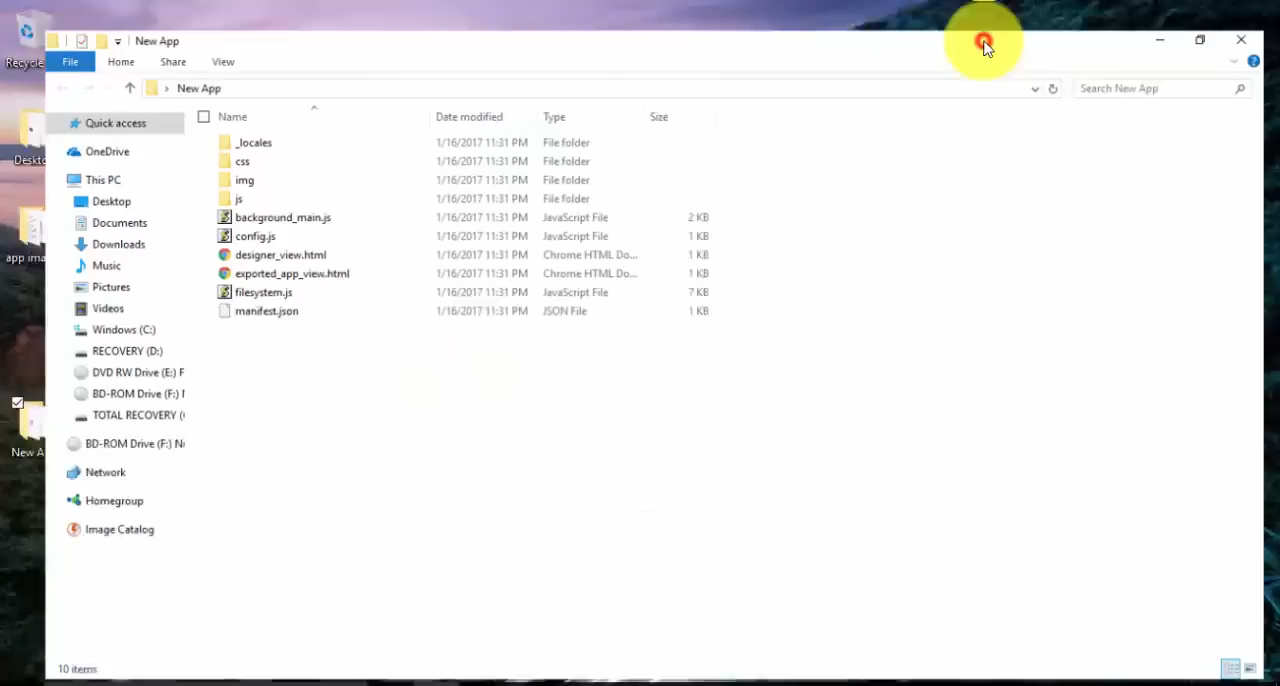 New App
File Home Share View
New App
Search New App
Name Date modified Type Size
_locales 1/16/2017 11:31 PM File folder
css 1/16/2017 11:31 PM File folder
img 1/16/2017 11:31 PM File folder
js 1/16/2017 11:31 PM File folder
background_main.js 1/16/2017 11:31 PM JavaScript File 2 KB
config.js 1/16/2017 11:31 PM JavaScript File 1 KB
designer_view.html 1/16/2017 11:31 PM Chrome HTML Do... 1 KB
exported_app_view.html 1/16/2017 11:31 PM Chrome HTML Do... 1 KB
filesystem.js 1/16/2017 11:31 PM JavaScript File 7 KB
manifest.json 1/16/2017 11:31 PM JSON File 1 KB
Quick access
OneDrive
This PC
Desktop
Documents
Downloads
Music
Pictures
Videos
Windows (C:)
RECOVERY (D:)
DVD RW Drive (E:) F
BD-ROM Drive (F:) N
TOTAL RECOVERY (
BD-ROM Drive (F:) N
Network
Homegroup
Image Catalog
10 items
Recycle
Deskto
app ima
New A